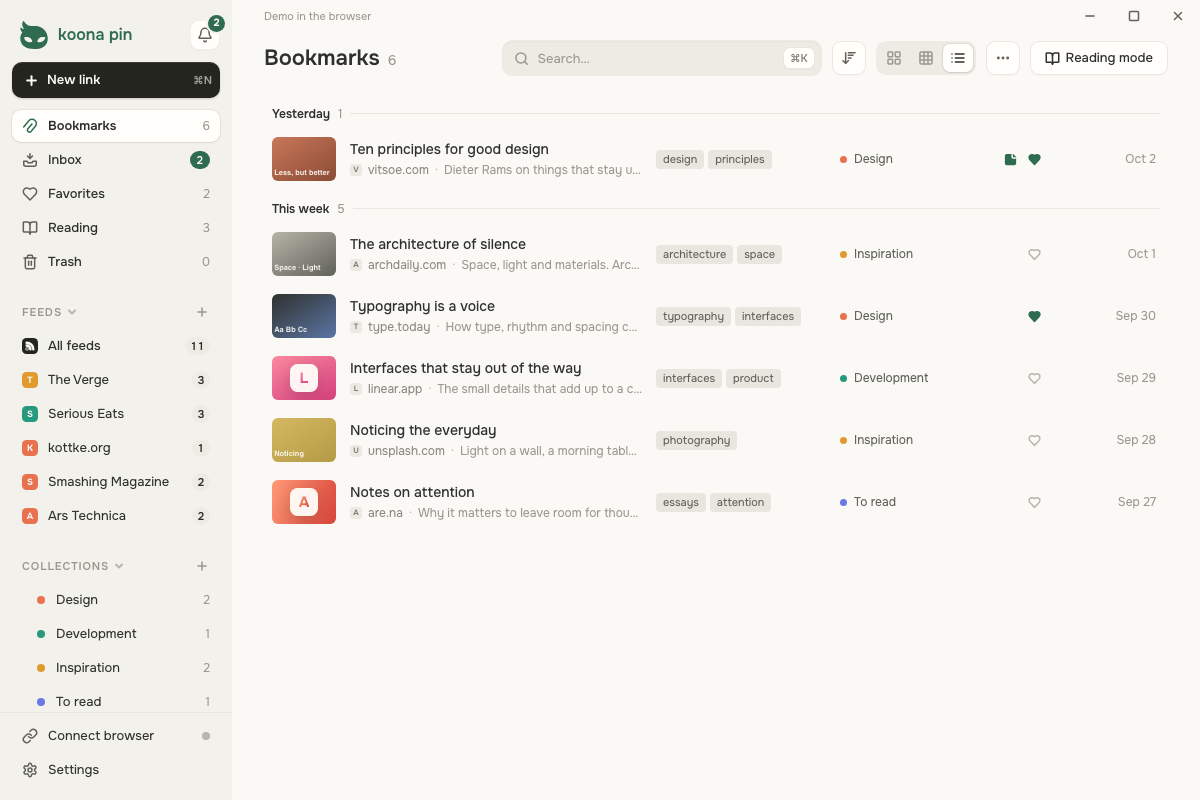 Demo in the browser
koona pin
2
New link ⌘N
Bookmarks 6
Inbox 2
Favorites 2
Reading 3
Trash 0
FEEDS
All feeds 11
T The Verge 3
S Serious Eats 3
K kottke.org 1
S Smashing Magazine 2
A Ars Technica 2
COLLECTIONS
Design 2
Development 1
Inspiration 2
To read 1
Connect browser
Settings
Bookmarks 6
Search... ⌘K
Reading mode
Yesterday 1
Less, but better
Ten principles for good design
V vitsoe.com · Dieter Rams on things that stay u...
design principles
Design
Oct 2
This week 5
Space · Light
The architecture of silence
A archdaily.com · Space, light and materials. Arc...
architecture space
Inspiration
Oct 1
Aa Bb Cc
Typography is a voice
T type.today · How type, rhythm and spacing c...
typography interfaces
Design
Sep 30
L
Interfaces that stay out of the way
L linear.app · The small details that add up to a c...
interfaces product
Development
Sep 29
Noticing
Noticing the everyday
U unsplash.com · Light on a wall, a morning tabl...
photography
Inspiration
Sep 28
A
Notes on attention
A are.na · Why it matters to leave room for thou...
essays attention
To read
Sep 27